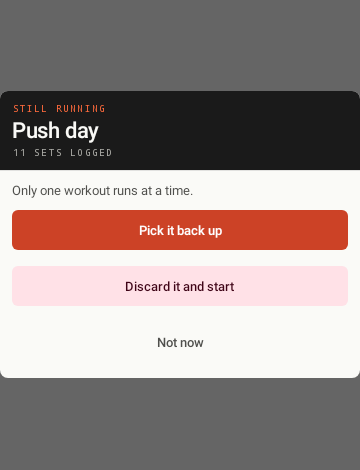 STILL RUNNING
Push day
11 SETS LOGGED
Only one workout runs at a time.
Pick it back up
Discard it and start
Not now